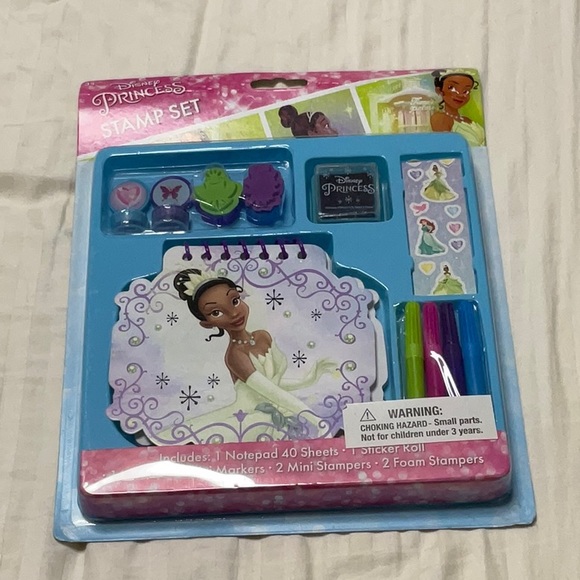 Disney
PRINCESS
STAMP SET
Disney
PRINCESS
WARNING:
CHOKING HAZARD - Small parts.
Not for children under 3 years.
Includes: 1 Notepad 40 Sheets • 1 Sticker Roll
Markers • 2 Mini Stampers • 2 Foam Stampers